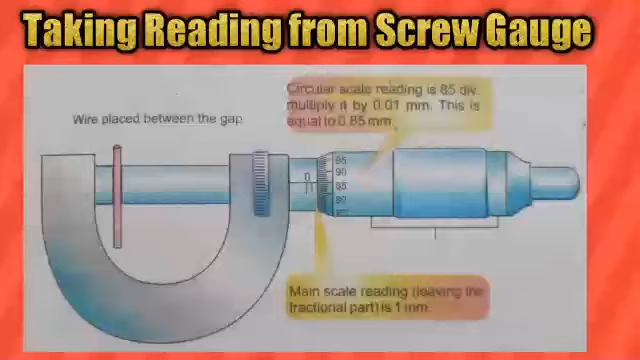 Taking Reading from Screw Gauge
Circular scale reading is 85 div.
multiply it by 0.01 mm. This is
equal to 0.85 mm.
Wire placed between the gap
95
90
0
85
80
Main scale reading (leaving the
fractional part) is 1 mm.